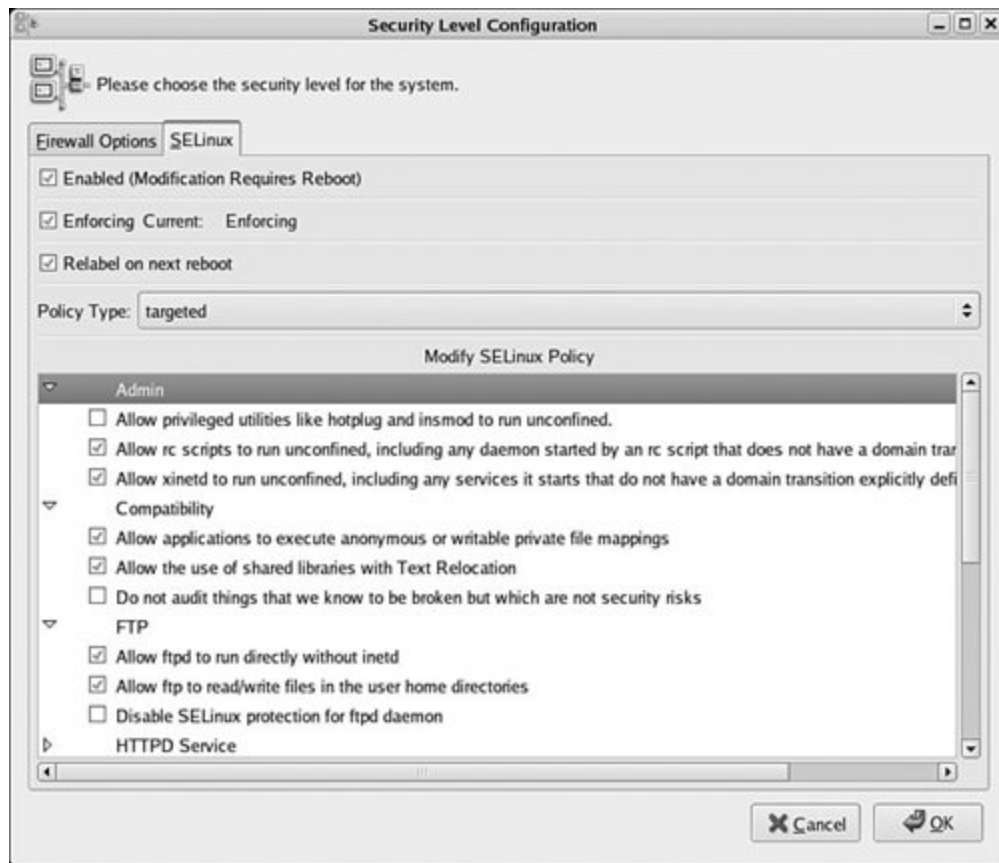 Security Level Configuration
Please choose the security level for the system.
Firewall Options SELinux
Enabled (Modification Requires Reboot)
Enforcing Current: Enforcing
Relabel on next reboot
Policy Type: targeted
Modify SELinux Policy
Admin
Allow privileged utilities like hotplug and insmod to run unconfined.
Allow rc scripts to run unconfined, including any daemon started by an rc script that does not have a domain trar
Allow xinetd to run unconfined, including any services it starts that do not have a domain transition explicitly defi
Compatibility
Allow applications to execute anonymous or writable private file mappings
Allow the use of shared libraries with Text Relocation
Do not audit things that we know to be broken but which are not security risks
FTP
Allow ftpd to run directly without inetd
Allow ftp to read/write files in the user home directories
Disable SELinux protection for ftpd daemon
HTTPD Service
Cancel OK